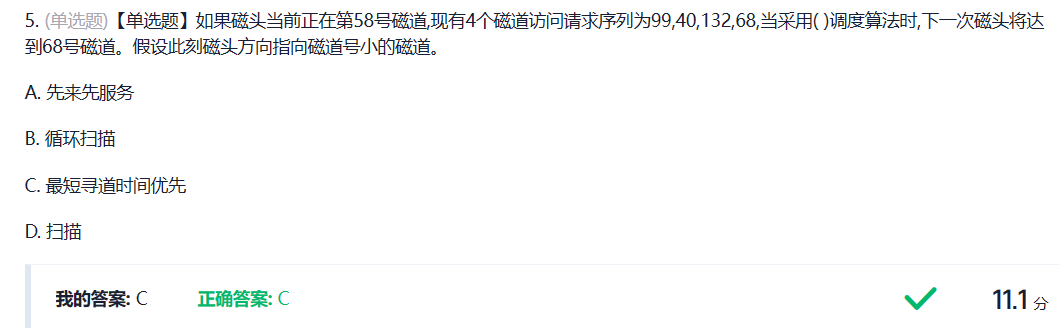 5. (单选题)【单选题】如果磁头当前正在第58号磁道,现有4个磁道访问请求序列为99,40,132,68,当采用( )调度算法时,下一次磁头将达
到68号磁道。假设此刻磁头方向指向磁道号小的磁道。
A. 先来先服务
B. 循环扫描
C. 最短寻道时间优先
D. 扫描
我的答案: C 正确答案: C 11.1 分